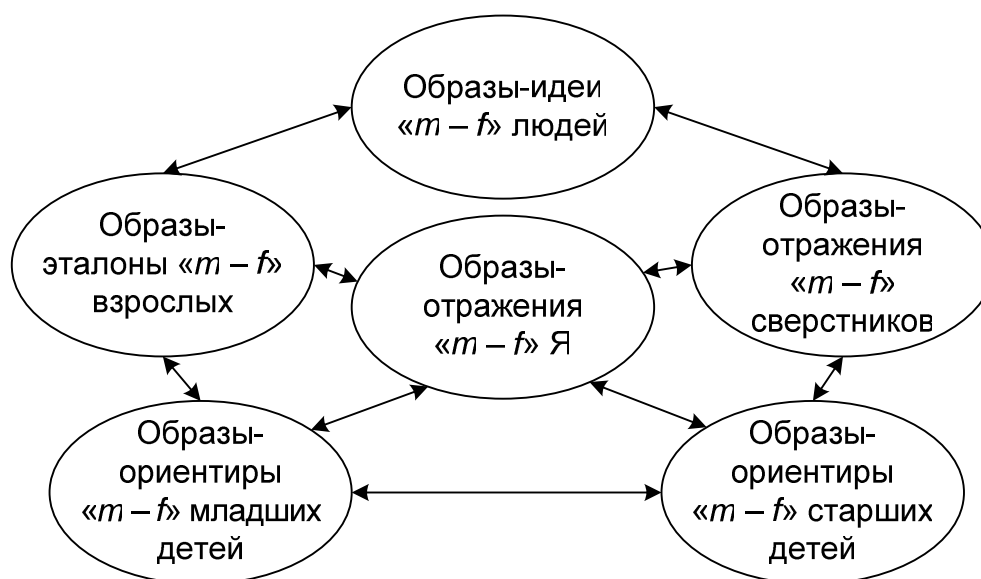 Образы-идеи
«m – f» людей
Образы-
эталоны «m – f»
взрослых
Образы-
отражения
«m – f»
сверстников
Образы-
отражения
«m – f» Я
Образы-
ориентиры
«m – f» младших
детей
Образы-
ориентиры
«m – f» старших
детей